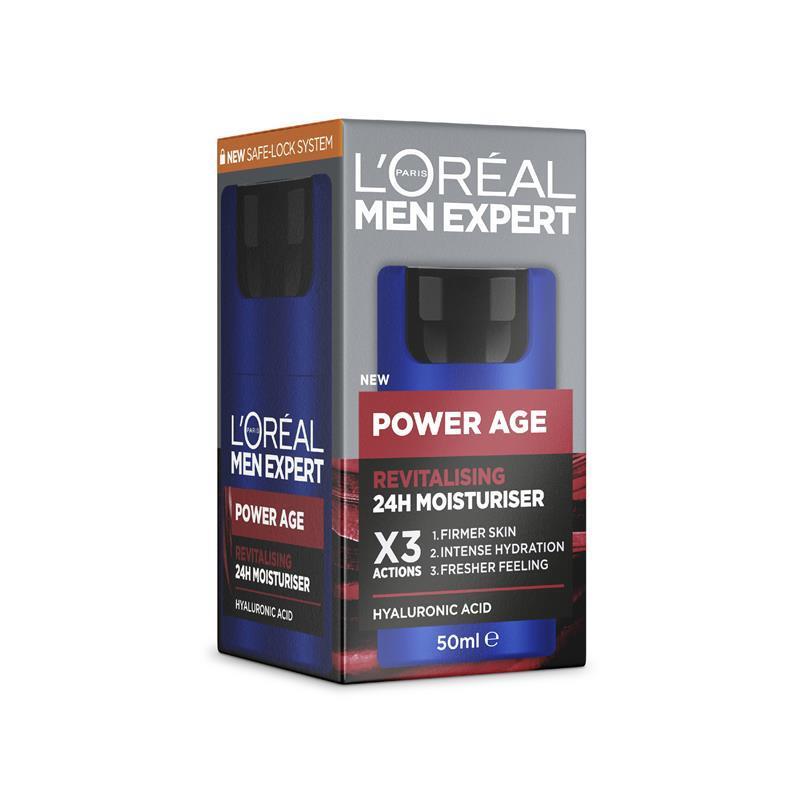 NEW SAFE-LOCK SYSTEM
L'ORÉAL
PARIS
MEN EXPERT
POWER AGE
REVITALISING
24H MOISTURISER
HYALURONIC ACID
L'ORÉAL
PARIS
MEN EXPERT
NEW
POWER AGE
REVITALISING
24H MOISTURISER
X3
ACTIONS
1. FIRMER SKIN
2. INTENSE HYDRATION
3. FRESHER FEELING
HYALURONIC ACID
50ml e